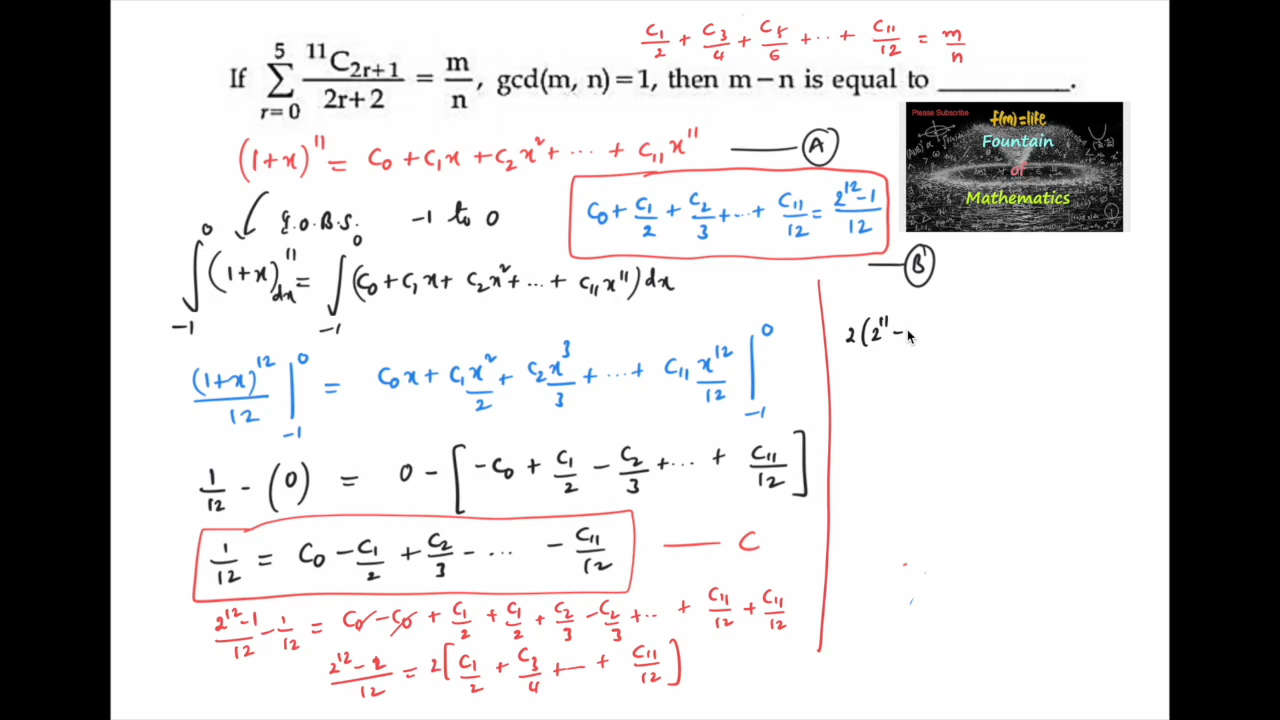 C₁/2 + C₃/4 + C₅/6 + ... + C₁₁/12 = m/n
If ∑_{r=0}^{5} ¹¹C_{2r+1}/(2r+2) = m/n, gcd(m, n)=1, then m−n is equal to ________.
Please Subscribe
f(m)=life
Fountain
of
Mathematics
(1+x)¹¹ = C₀ + C₁x + C₂x² + ... + C₁₁x¹¹ —— A
C₀ + C₁/2 + C₂/3 + ... + C₁₁/12 = (2¹²-1)/12
— B
I.O.B.S. -1 to 0
∫_{-1}^{0} (1+x)¹¹ dx = ∫_{-1}^{0} (C₀ + C₁x + C₂x² + ... + C₁₁x¹¹) dx
(1+x)¹²/12 |_{-1}^{0} = C₀x + C₁x²/2 + C₂x³/3 + ... + C₁₁x¹²/12 |_{-1}^{0}
1/12 - (0) = 0 - [-C₀ + C₁/2 - C₂/3 + ... + C₁₁/12]
1/12 = C₀ - C₁/2 + C₂/3 - ... - C₁₁/12 —— C
(2¹²-1)/12 - 1/12 = C₀ - C₀ + C₁/2 + C₁/2 + C₂/3 - C₂/3 + ... + C₁₁/12 + C₁₁/12
(2¹²-2)/12 = 2[C₁/2 + C₃/4 + ... + C₁₁/12]
2(2¹¹ -